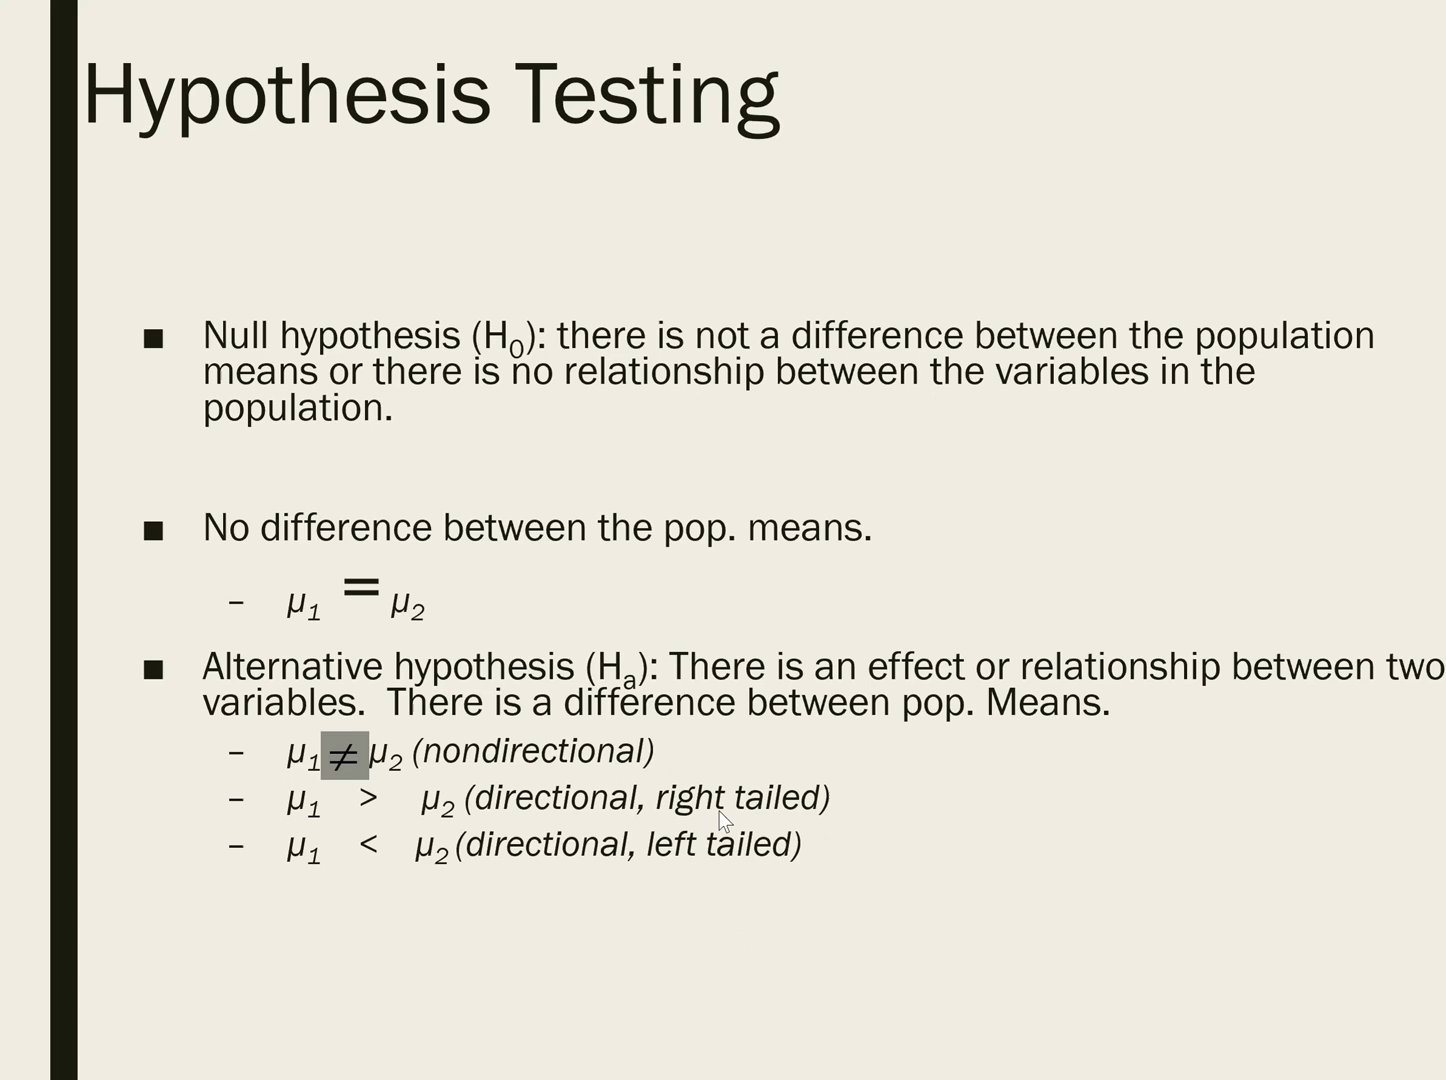 Hypothesis Testing
■ Null hypothesis (H₀): there is not a difference between the population
means or there is no relationship between the variables in the
population.
■ No difference between the pop. means.
– μ₁ = μ₂
■ Alternative hypothesis (Hₐ): There is an effect or relationship between two
variables.  There is a difference between pop. Means.
– μ₁ ≠ μ₂ (nondirectional)
– μ₁ > μ₂ (directional, right tailed)
– μ₁ < μ₂ (directional, left tailed)